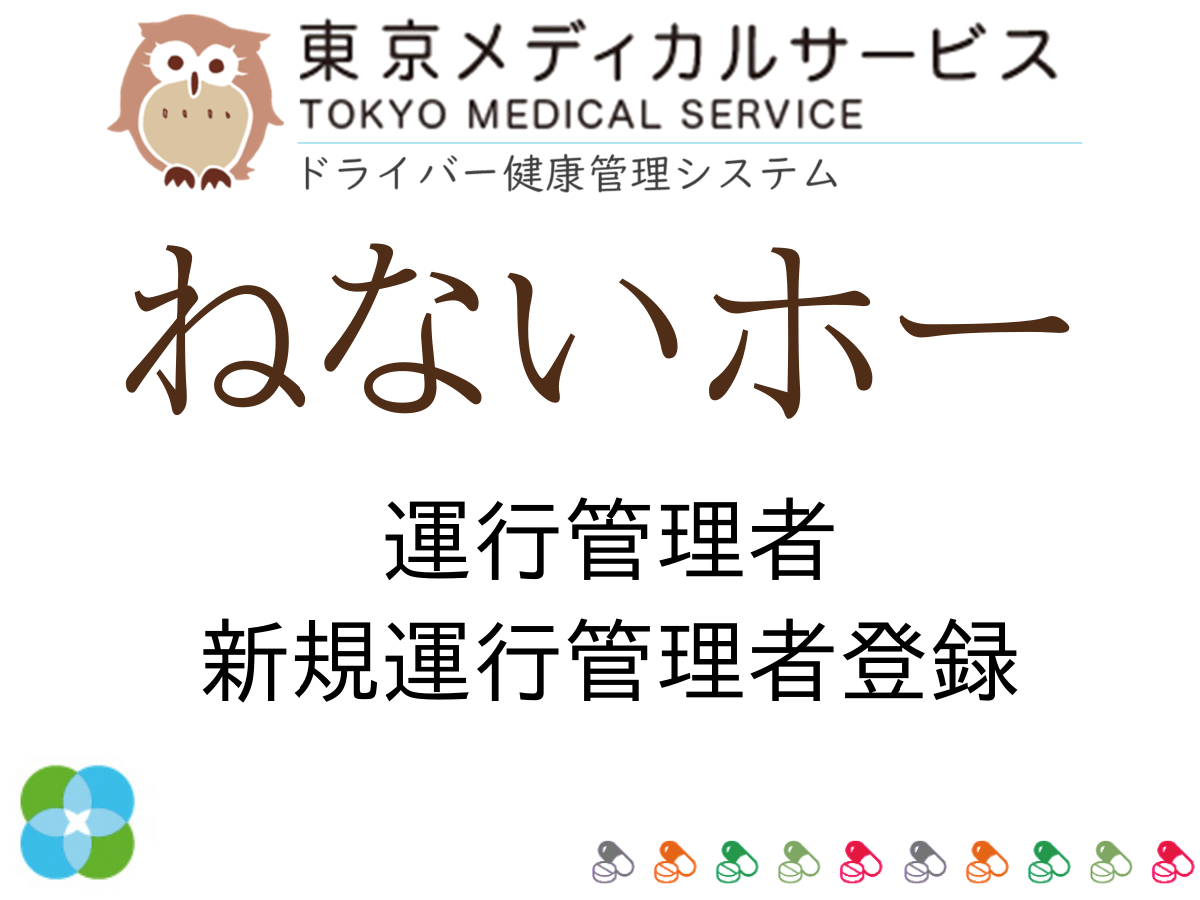 東京メディカルサービス
TOKYO MEDICAL SERVICE
ドライバー健康管理システム
ねないホー
運行管理者
新規運行管理者登録